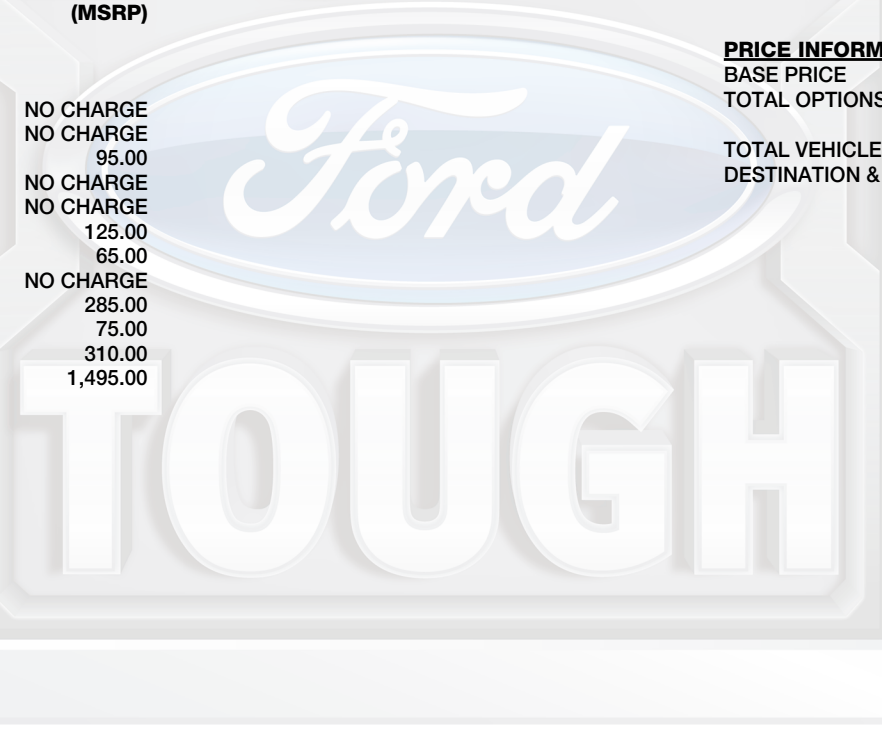 (MSRP)
NO CHARGE
NO CHARGE
95.00
NO CHARGE
NO CHARGE
125.00
65.00
NO CHARGE
285.00
75.00
310.00
1,495.00
PRICE INFORM
BASE PRICE
TOTAL OPTIONS
TOTAL VEHICLE
DESTINATION &
Ford
TOUGH